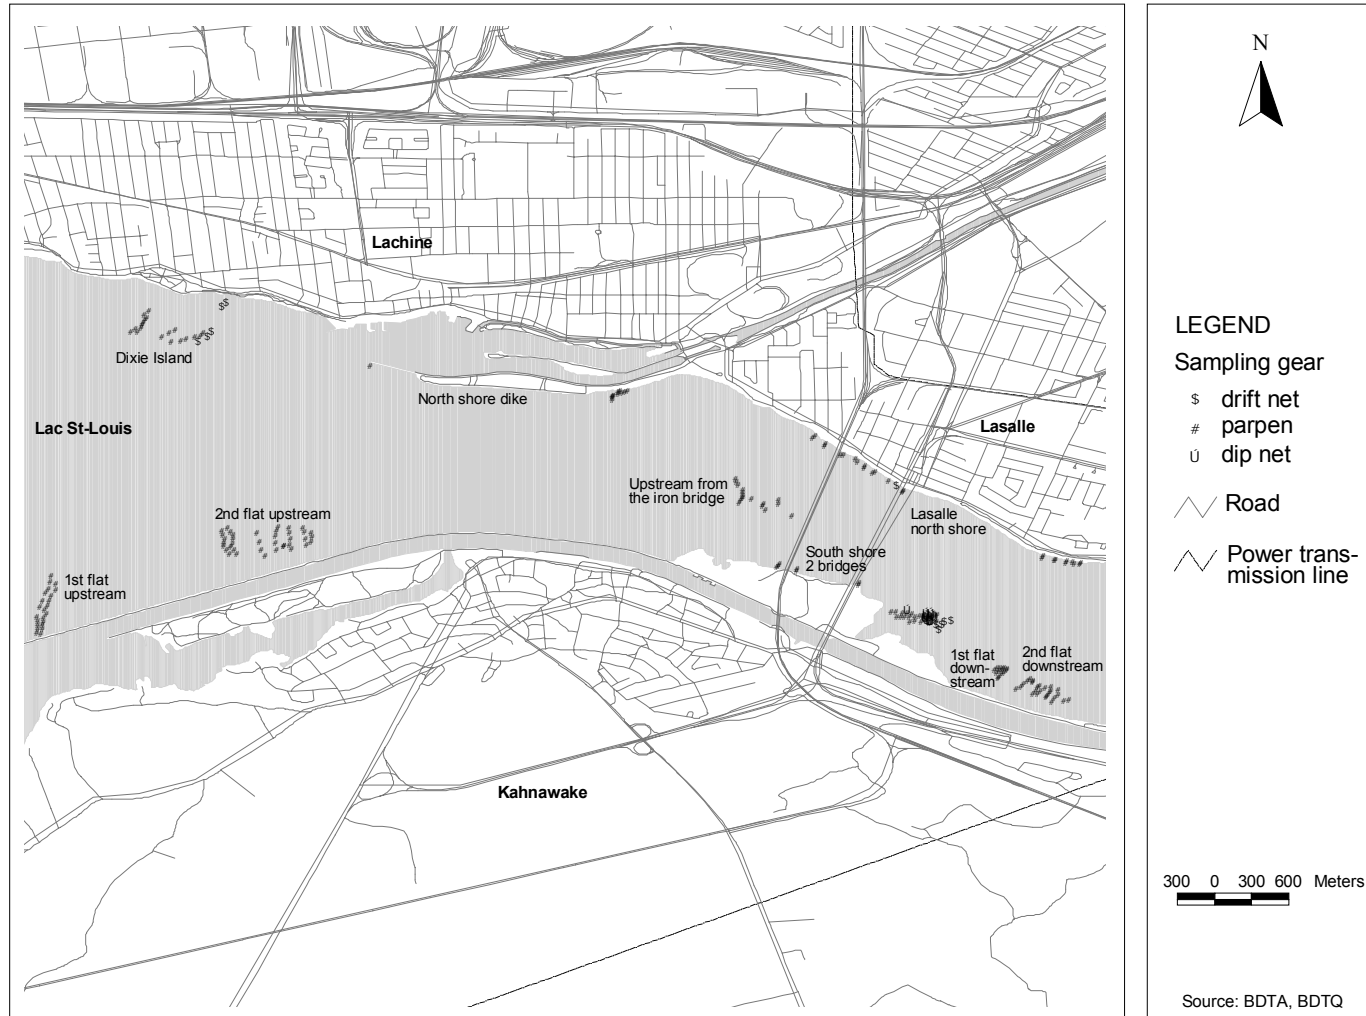 Lachine
Dixie Island
North shore dike
Lac St-Louis
Lasalle
Upstream from
the iron bridge
2nd flat upstream
Lasalle
north shore
South shore
2 bridges
1st flat
upstream
1st flat
down-
stream
2nd flat
downstream
Kahnawake
N
LEGEND
Sampling gear
$ drift net
# parpen
Ú dip net
Road
Power trans-
mission line
300 0 300 600 Meters
Source: BDTA, BDTQ